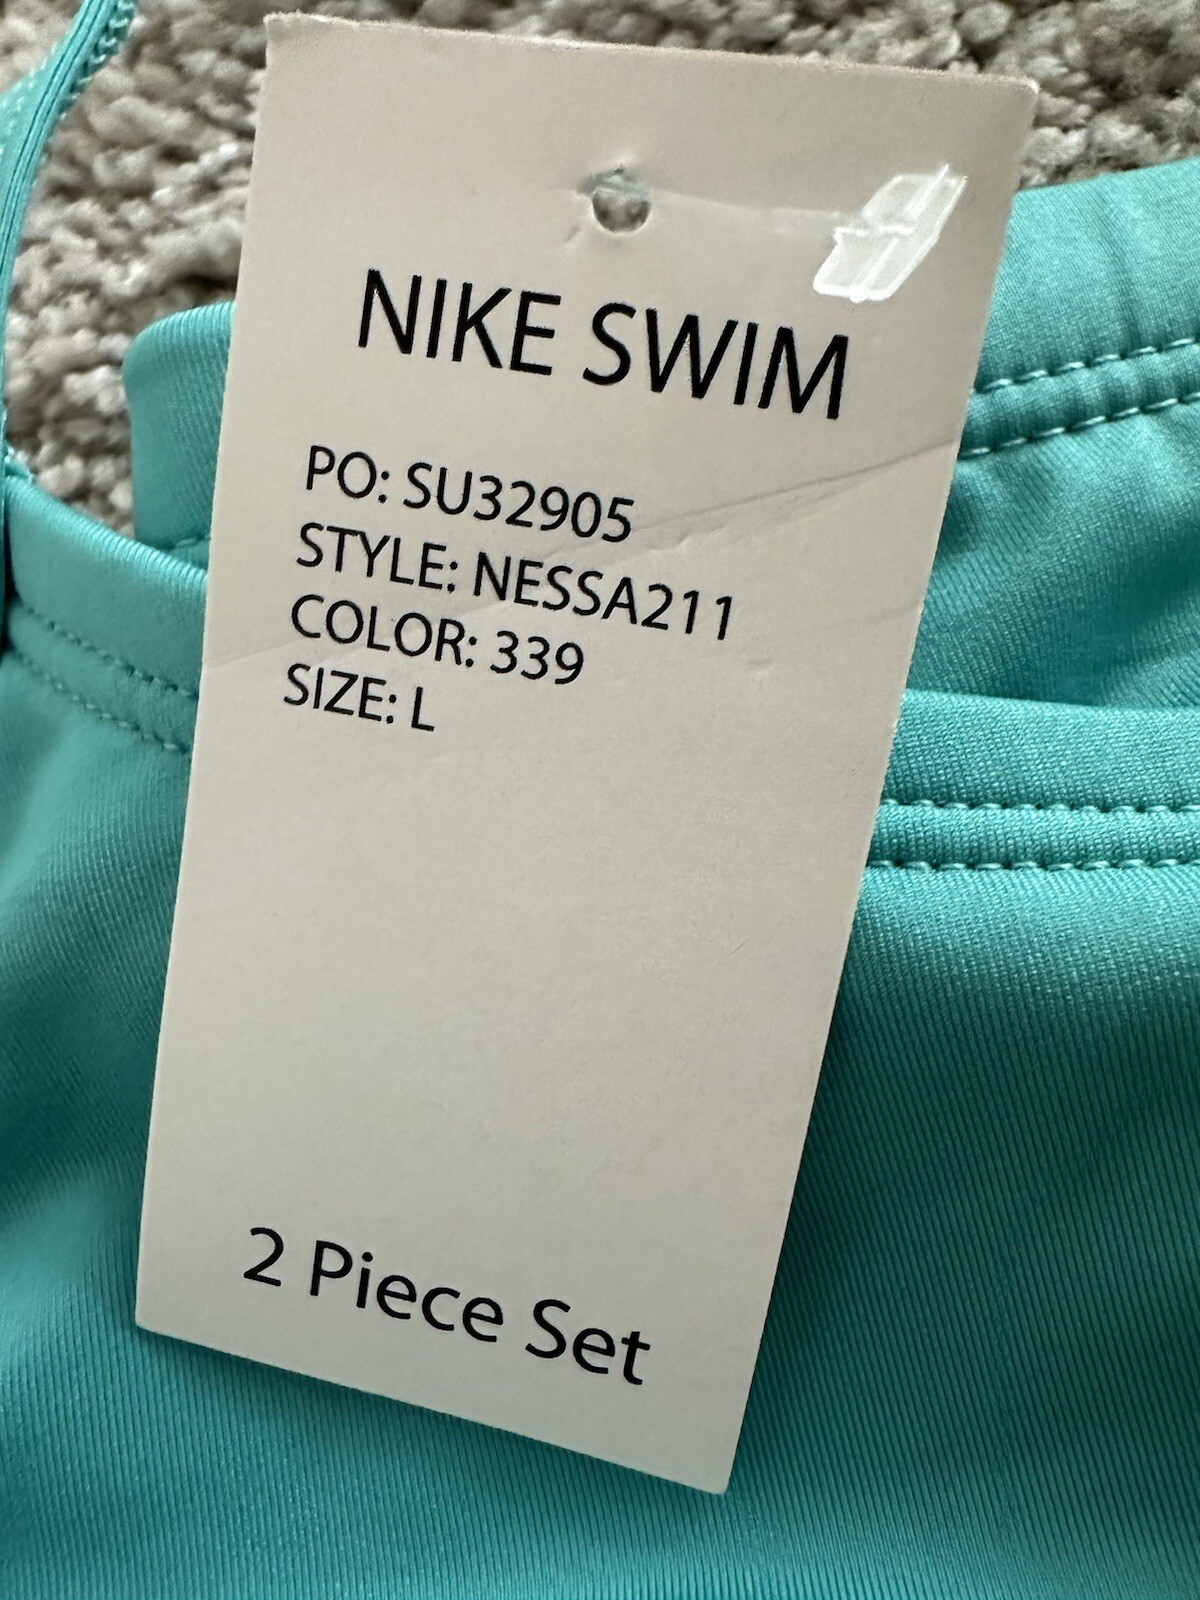 NIKE SWIM
PO: SU32905
STYLE: NESSA211
COLOR: 339
SIZE: L
2 Piece Set